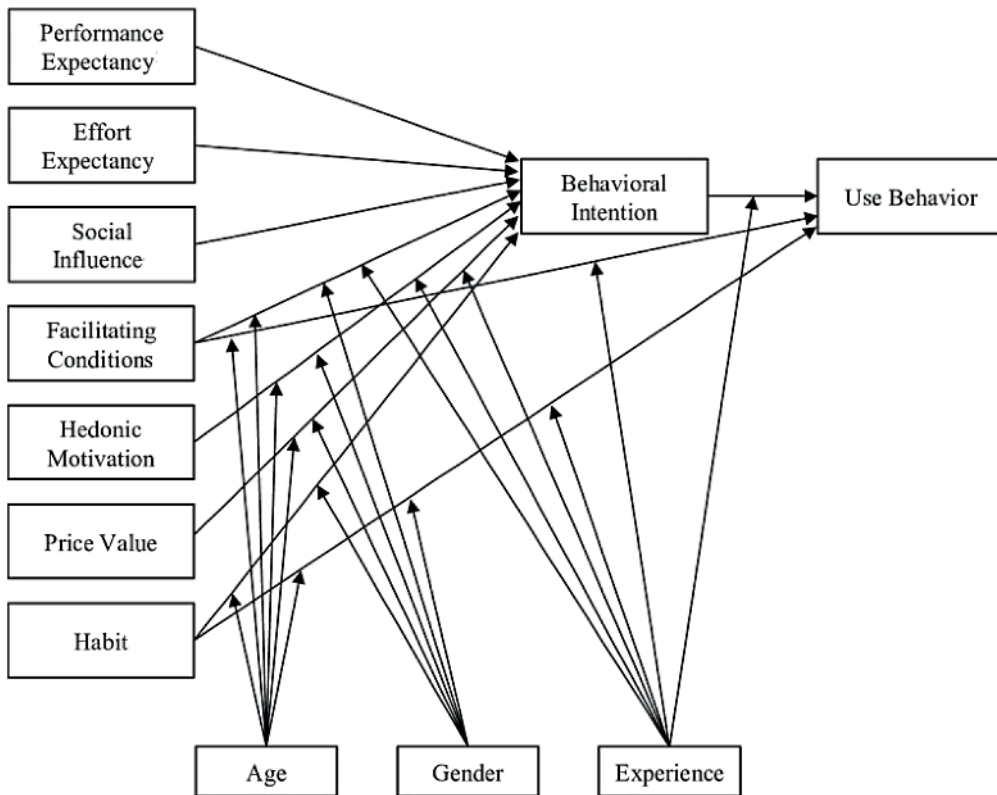 Performance
Expectancy
Effort
Expectancy
Social
Influence
Facilitating
Conditions
Hedonic
Motivation
Price Value
Habit
Behavioral
Intention
Use Behavior
Age
Gender
Experience